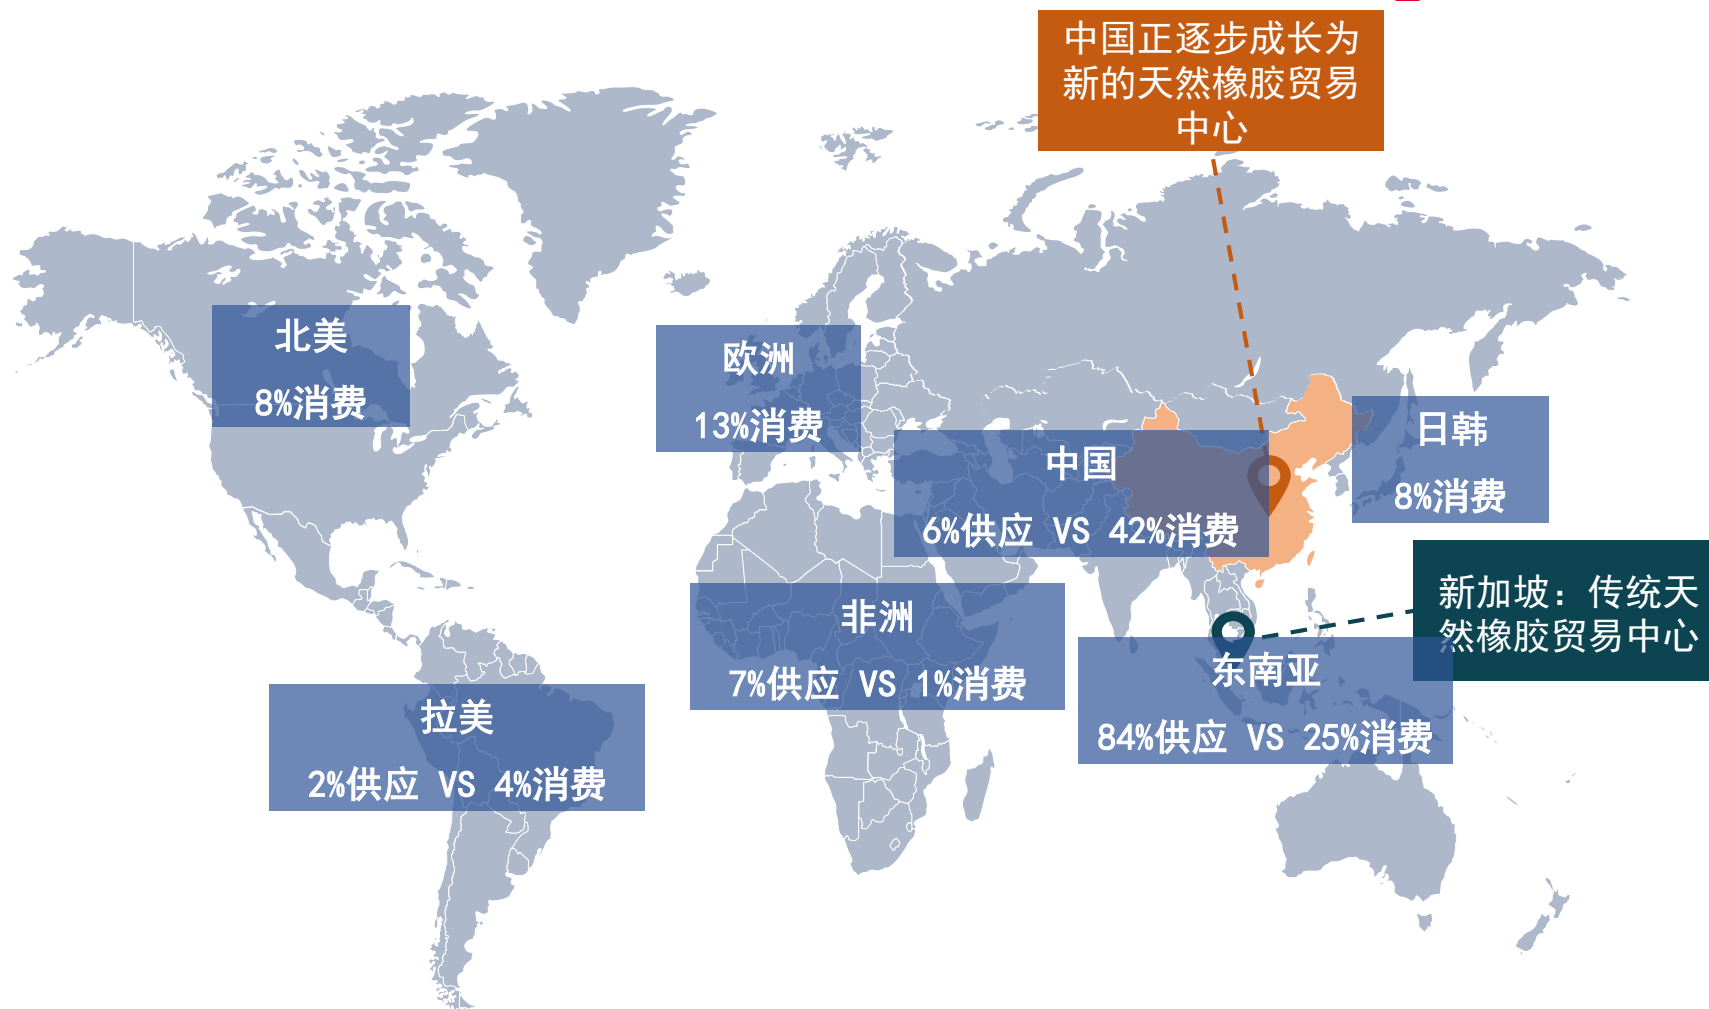 中国正逐步成长为
新的天然橡胶贸易
中心
北美
8%消费
欧洲
13%消费
日韩
8%消费
中国
6%供应 VS 42%消费
新加坡：传统天
然橡胶贸易中心
非洲
7%供应 VS 1%消费
东南亚
84%供应 VS 25%消费
拉美
2%供应 VS 4%消费